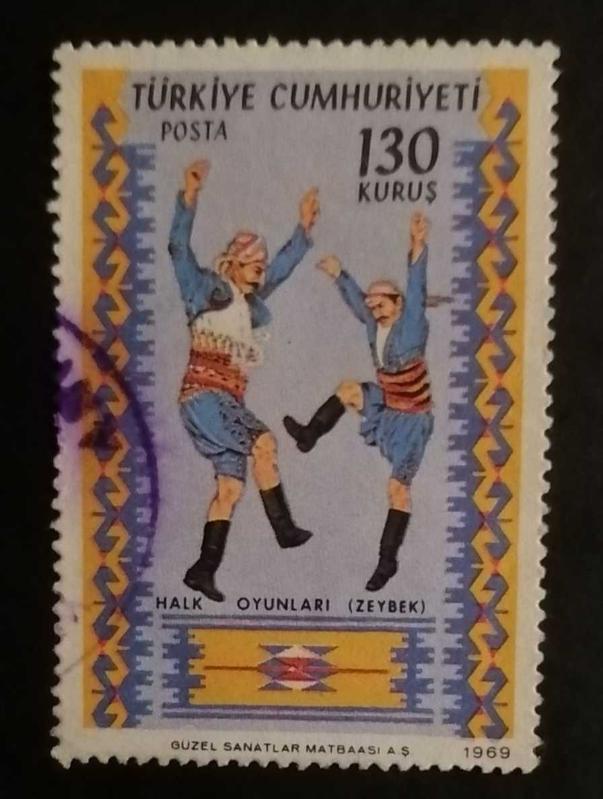 TÜRKİYE CUMHURİYETİ
POSTA
130
KURUŞ
HALK OYUNLARI (ZEYBEK)
GÜZEL SANATLAR MATBAASI A.Ş 1969